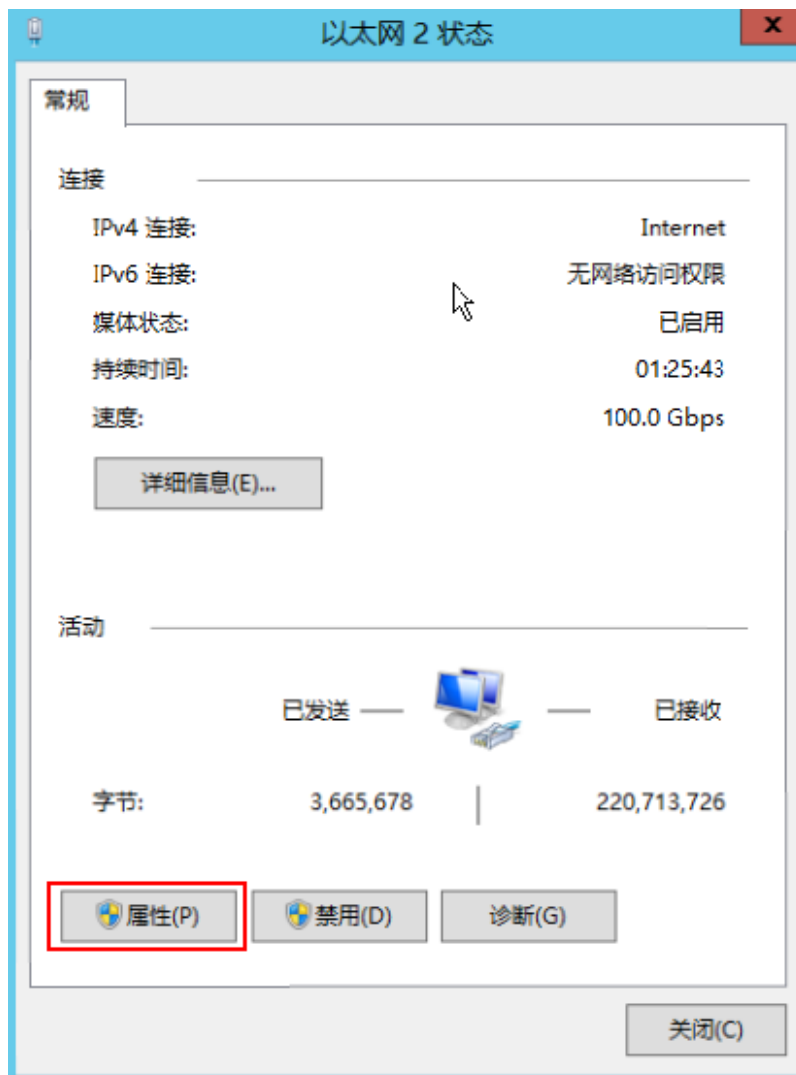 以太网 2 状态
x
常规
连接
IPv4 连接: Internet
IPv6 连接: 无网络访问权限
媒体状态: 已启用
持续时间: 01:25:43
速度: 100.0 Gbps
详细信息(E)...
活动
已发送 — — 已接收
字节: 3,665,678 | 220,713,726
属性(P) 禁用(D) 诊断(G)
关闭(C)